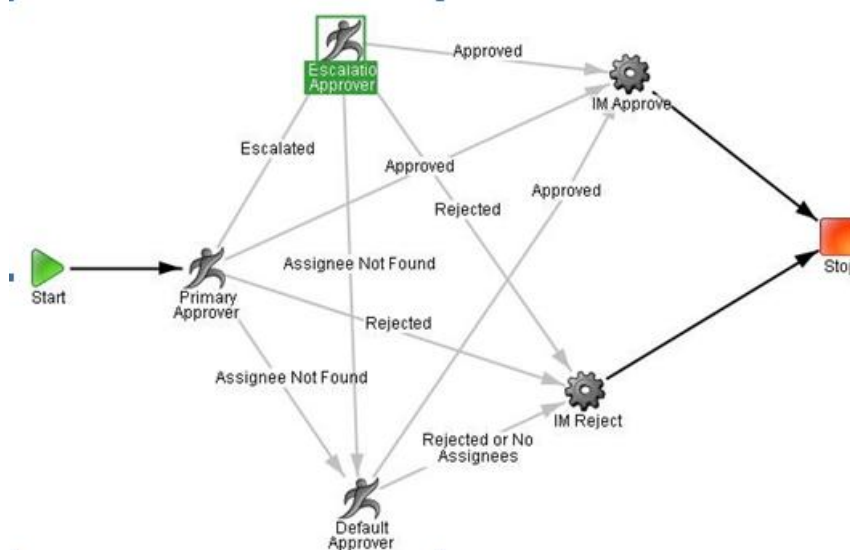 Escalatio
Approver
Approved
IM Approve
Escalated
Approved
Approved
Rejected
Assignee Not Found
Start
Primary
Approver
Stop
Rejected
Assignee Not Found
IM Reject
Rejected or No
Assignees
Default
Approver